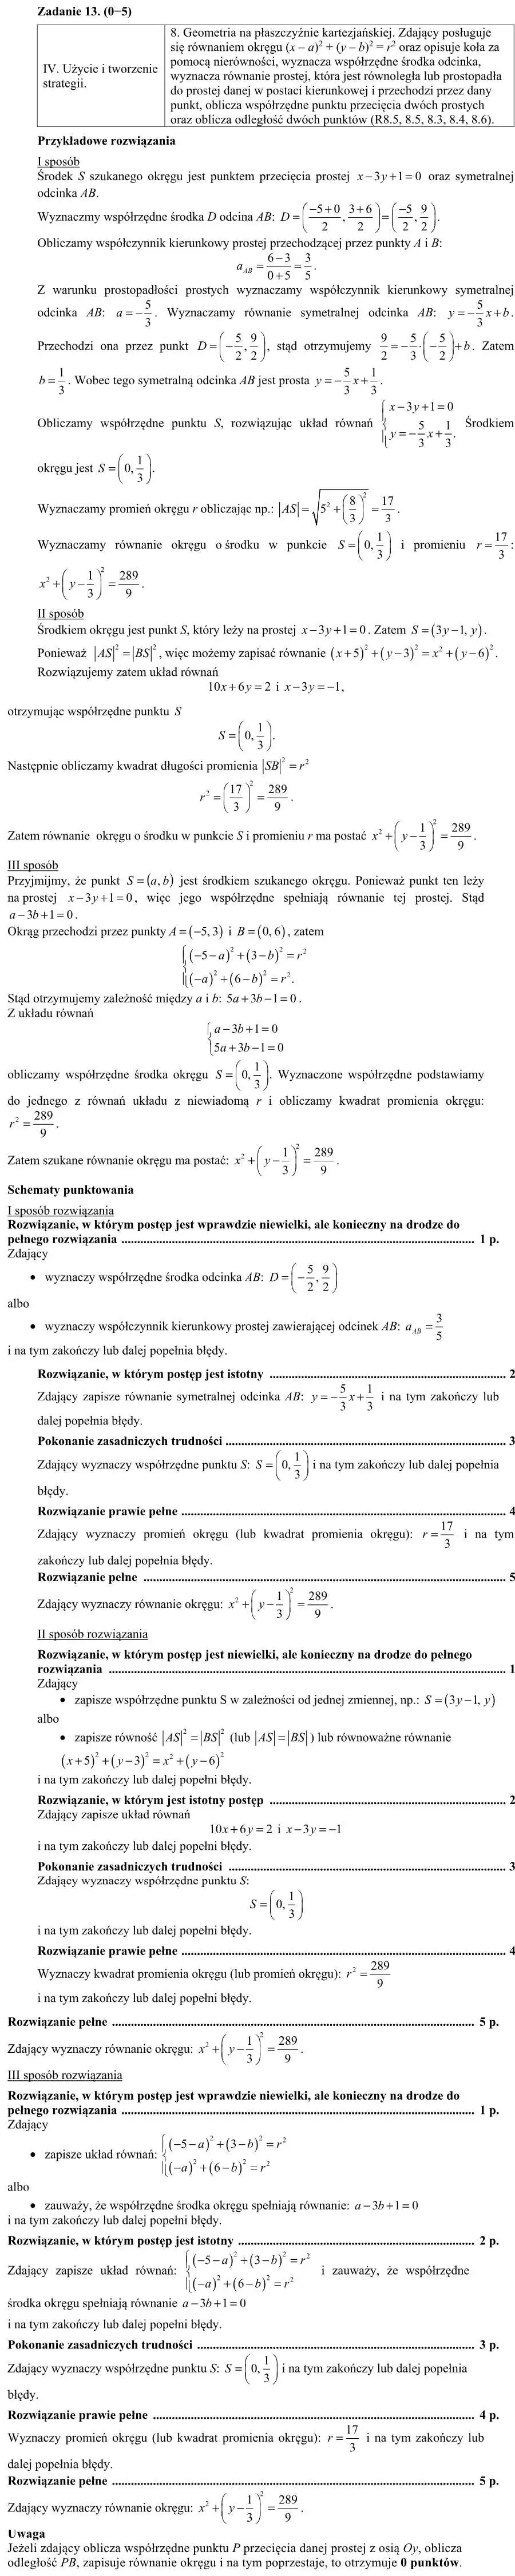 Zadanie 13. (0−5)
IV. Użycie i tworzenie strategii.
8. Geometria na płaszczyźnie kartezjańskiej. Zdający posługuje
się równaniem okręgu (x – a)² + (y – b)² = r² oraz opisuje koła za
pomocą nierówności, wyznacza współrzędne środka odcinka,
wyznacza równanie prostej, która jest równoległa lub prostopadła
do prostej danej w postaci kierunkowej i przechodzi przez dany
punkt, oblicza współrzędne punktu przecięcia dwóch prostych
oraz oblicza odległość dwóch punktów (R8.5, 8.5, 8.3, 8.4, 8.6).
Przykładowe rozwiązania
I sposób
Środek S szukanego okręgu jest punktem przecięcia prostej x−3y+1=0 oraz symetralnej
odcinka AB.
Wyznaczmy współrzędne środka D odcina AB: D = ((−5+0)/2, (3+6)/2) = (−5/2, 9/2).
Obliczamy współczynnik kierunkowy prostej przechodzącej przez punkty A i B:
a_AB = (6−3)/(0+5) = 3/5.
Z warunku prostopadłości prostych wyznaczamy współczynnik kierunkowy symetralnej
odcinka AB: a = −5/3. Wyznaczamy równanie symetralnej odcinka AB: y = −5/3 x + b.
Przechodzi ona przez punkt D = (−5/2, 9/2), stąd otrzymujemy 9/2 = −5/3·(−5/2) + b. Zatem
b = 1/3. Wobec tego symetralną odcinka AB jest prosta y = −5/3 x + 1/3.
Obliczamy współrzędne punktu S, rozwiązując układ równań { x−3y+1=0 ; y = −5/3 x + 1/3. Środkiem
okręgu jest S = (0, 1/3).
Wyznaczamy promień okręgu r obliczając np.: |AS| = √(5² + (8/3)²) = 17/3.
Wyznaczamy równanie okręgu o środku w punkcie S = (0, 1/3) i promieniu r = 17/3:
x² + (y − 1/3)² = 289/9.
II sposób
Środkiem okręgu jest punkt S, który leży na prostej x−3y+1=0. Zatem S = (3y−1, y).
Ponieważ |AS|² = |BS|², więc możemy zapisać równanie (x+5)² + (y−3)² = x² + (y−6)².
Rozwiązujemy zatem układ równań
10x+6y = 2 i x−3y = −1,
otrzymując współrzędne punktu S
S = (0, 1/3).
Następnie obliczamy kwadrat długości promienia |SB|² = r²
r² = (17/3)² = 289/9.
Zatem równanie okręgu o środku w punkcie S i promieniu r ma postać x² + (y − 1/3)² = 289/9.
III sposób
Przyjmijmy, że punkt S = (a, b) jest środkiem szukanego okręgu. Ponieważ punkt ten leży
na prostej x−3y+1=0, więc jego współrzędne spełniają równanie tej prostej. Stąd
a−3b+1=0.
Okrąg przechodzi przez punkty A = (−5, 3) i B = (0, 6), zatem
{ (−5−a)² + (3−b)² = r²
(−a)² + (6−b)² = r².
Stąd otrzymujemy zależność między a i b: 5a+3b−1=0.
Z układu równań
{ a−3b+1=0
5a+3b−1=0
obliczamy współrzędne środka okręgu S = (0, 1/3). Wyznaczone współrzędne podstawiamy
do jednego z równań układu z niewiadomą r i obliczamy kwadrat promienia okręgu:
r² = 289/9.
Zatem szukane równanie okręgu ma postać: x² + (y − 1/3)² = 289/9.
Schematy punktowania
I sposób rozwiązania
Rozwiązanie, w którym postęp jest wprawdzie niewielki, ale konieczny na drodze do
pełnego rozwiązania ........ 1 p.
Zdający
• wyznaczy współrzędne środka odcinka AB: D = (−5/2, 9/2)
albo
• wyznaczy współczynnik kierunkowy prostej zawierającej odcinek AB: a_AB = 3/5
i na tym zakończy lub dalej popełnia błędy.
Rozwiązanie, w którym postęp jest istotny ........ 2
Zdający zapisze równanie symetralnej odcinka AB: y = −5/3 x + 1/3 i na tym zakończy lub
dalej popełnia błędy.
Pokonanie zasadniczych trudności ........ 3
Zdający wyznaczy współrzędne punktu S: S = (0, 1/3) i na tym zakończy lub dalej popełnia
błędy.
Rozwiązanie prawie pełne ........ 4
Zdający wyznaczy promień okręgu (lub kwadrat promienia okręgu): r = 17/3 i na tym
zakończy lub dalej popełnia błędy.
Rozwiązanie pełne ........ 5
Zdający wyznaczy równanie okręgu: x² + (y − 1/3)² = 289/9.
II sposób rozwiązania
Rozwiązanie, w którym postęp jest niewielki, ale konieczny na drodze do pełnego
rozwiązania ........ 1
Zdający
• zapisze współrzędne punktu S w zależności od jednej zmiennej, np.: S = (3y−1, y)
albo
• zapisze równość |AS|² = |BS|² (lub |AS| = |BS|) lub równoważne równanie
(x+5)² + (y−3)² = x² + (y−6)²
i na tym zakończy lub dalej popełni błędy.
Rozwiązanie, w którym jest istotny postęp ........ 2
Zdający zapisze układ równań
10x+6y = 2 i x−3y = −1
i na tym zakończy lub dalej popełni błędy.
Pokonanie zasadniczych trudności ........ 3
Zdający wyznaczy współrzędne punktu S:
S = (0, 1/3)
i na tym zakończy lub dalej popełni błędy.
Rozwiązanie prawie pełne ........ 4
Wyznaczy kwadrat promienia okręgu (lub promień okręgu): r² = 289/9
i na tym zakończy lub dalej popełni błędy.
Rozwiązanie pełne ........ 5 p.
Zdający wyznaczy równanie okręgu: x² + (y − 1/3)² = 289/9.
III sposób rozwiązania
Rozwiązanie, w którym postęp jest wprawdzie niewielki, ale konieczny na drodze do
pełnego rozwiązania ........ 1 p.
Zdający
• zapisze układ równań: { (−5−a)² + (3−b)² = r² ; (−a)² + (6−b)² = r²
albo
• zauważy, że współrzędne środka okręgu spełniają równanie: a−3b+1=0
i na tym zakończy lub dalej popełni błędy.
Rozwiązanie, w którym postęp jest istotny ........ 2 p.
Zdający zapisze układ równań: { (−5−a)² + (3−b)² = r² ; (−a)² + (6−b)² = r² i zauważy, że współrzędne
środka okręgu spełniają równanie a−3b+1=0
i na tym zakończy lub dalej popełni błędy.
Pokonanie zasadniczych trudności ........ 3 p.
Zdający wyznaczy współrzędne punktu S: S = (0, 1/3) i na tym zakończy lub dalej popełnia
błędy.
Rozwiązanie prawie pełne ........ 4 p.
Wyznaczy promień okręgu (lub kwadrat promienia okręgu): r = 17/3 i na tym zakończy lub
dalej popełnia błędy.
Rozwiązanie pełne ........ 5 p.
Zdający wyznaczy równanie okręgu: x² + (y − 1/3)² = 289/9.
Uwaga
Jeżeli zdający oblicza współrzędne punktu P przecięcia danej prostej z osią Oy, oblicza
odległość PB, zapisuje równanie okręgu i na tym poprzestaje, to otrzymuje 0 punktów.